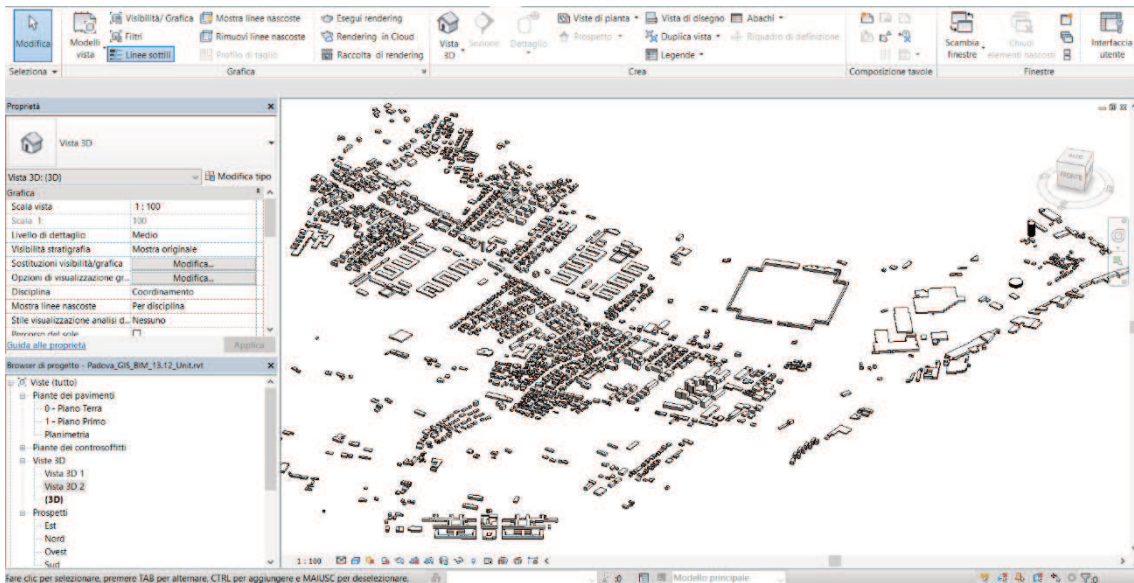 Modifica
Modelli vista
Visibilità/ Grafica
Filtri
Linee sottili
Mostra linee nascoste
Rimuovi linee nascoste
Profilo di taglio
Esegui rendering
Rendering in Cloud
Raccolta di rendering
Vista 3D
Sezione
Dettaglio
Viste di pianta
Prospetto
Vista di disegno
Duplica vista
Legende
Abachi
Riquadro di definizione
Scambia finestre
Chiudi elementi nascosti
Interfaccia utente
Seleziona
Grafica
Crea
Composizione tavole
Finestre
Proprietà
Vista 3D
Vista 3D: {3D}
Modifica tipo
Grafica
Scala vista 1 : 100
Scala 1: 100
Livello di dettaglio Medio
Visibilità stratigrafia Mostra originale
Sostituzioni visibilità/grafica Modifica...
Opzioni di visualizzazione gr... Modifica...
Disciplina Coordinamento
Mostra linee nascoste Per disciplina
Stile visualizzazione analisi d... Nessuno
Percorso del sole
Guida alle proprietà Applica
Browser di progetto - Padova_GIS_BIM_13.12_Unit.rvt
Viste (tutto)
Piante dei pavimenti
0 - Piano Terra
1 - Piano Primo
Planimetria
Piante dei controsoffitti
Viste 3D
Vista 3D 1
Vista 3D 2
{3D}
Prospetti
Est
Nord
Ovest
Sud
FRONTE
1 : 100
Fare clic per selezionare, premere TAB per alternare, CTRL per aggiungere e MAIUSC per deselezionare.
:0
Modello principale
:0